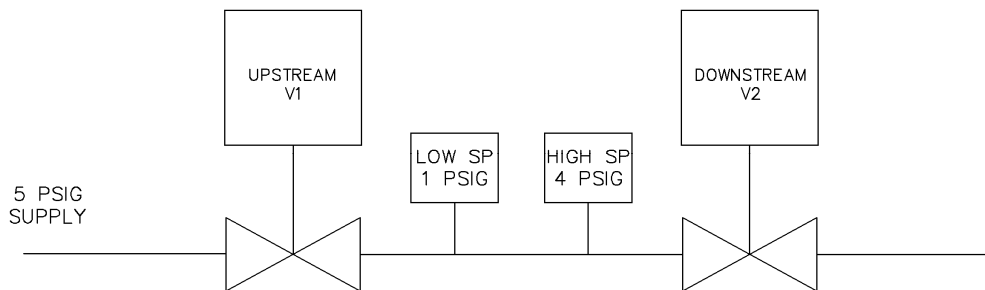 UPSTREAM
V1
DOWNSTREAM
V2
LOW SP
1 PSIG
HIGH SP
4 PSIG
5 PSIG
SUPPLY